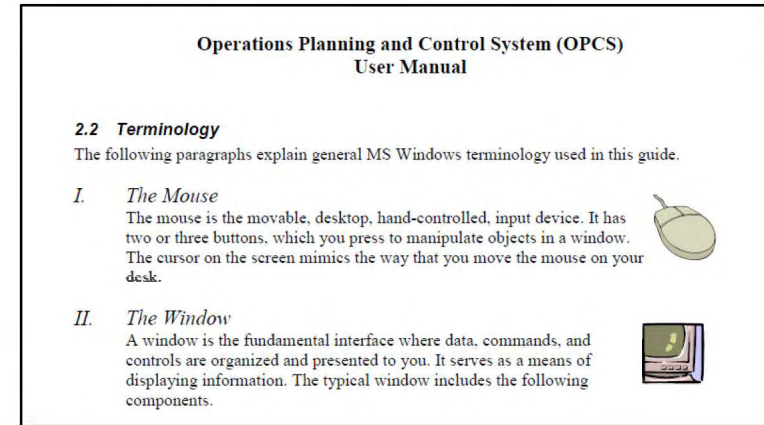 Operations Planning and Control System (OPCS)
User Manual
2.2 Terminology
The following paragraphs explain general MS Windows terminology used in this guide.
I. The Mouse
The mouse is the movable, desktop, hand-controlled, input device. It has
two or three buttons, which you press to manipulate objects in a window.
The cursor on the screen mimics the way that you move the mouse on your
desk.
II. The Window
A window is the fundamental interface where data, commands, and
controls are organized and presented to you. It serves as a means of
displaying information. The typical window includes the following
components.